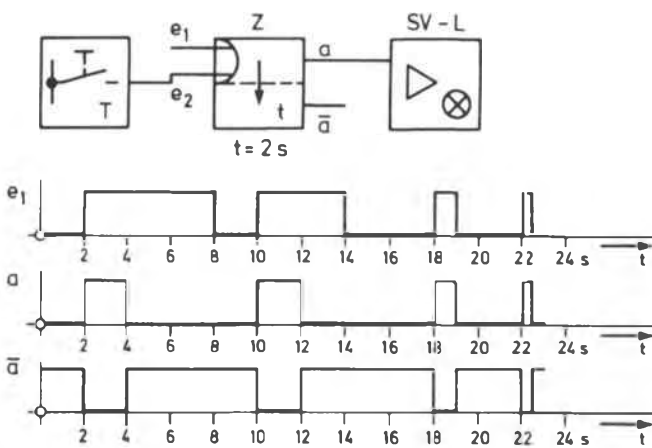 Z SV-L
e₁ a
T
T e₂ t a̅
t = 2 s
e₁
2 4 6 8 10 12 14 16 18 20 22 24 s t
a
2 4 6 8 10 12 14 16 18 20 22 24 s t
a̅
2 4 6 8 10 12 14 16 18 20 22 24 s t